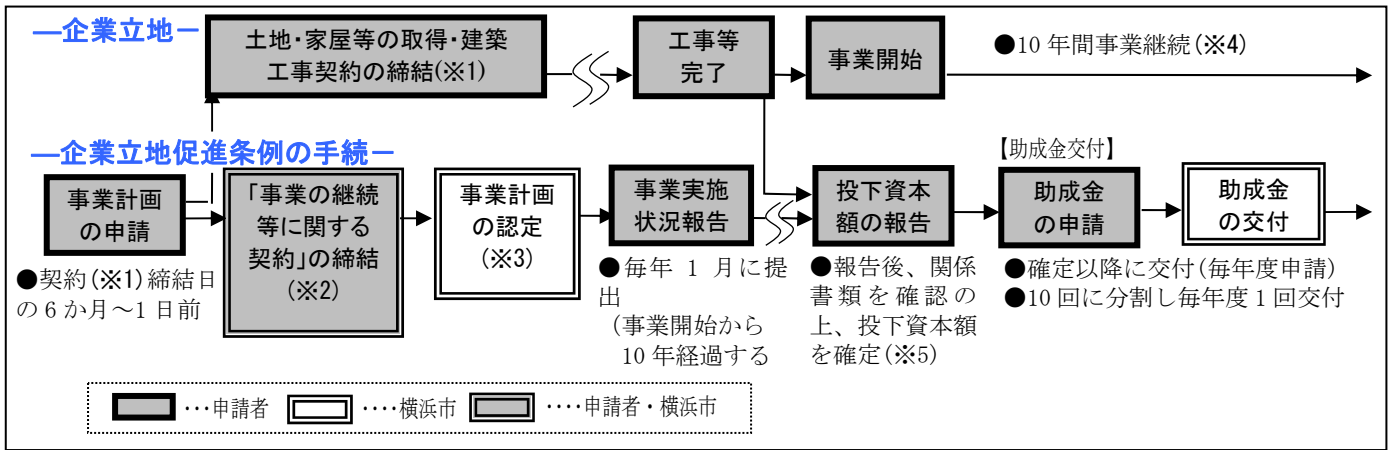 ―企業立地―
土地・家屋等の取得・建築
工事契約の締結(※1)
工事等
完了
事業開始
●10 年間事業継続(※4)
―企業立地促進条例の手続―
事業計画
の申請
「事業の継続
等に関する
契約」の締結
(※2)
事業計画
の認定
(※3)
事業実施
状況報告
投下資本
額の報告
【助成金交付】
助成金
の申請
助成金
の交付
●契約(※1)締結日
の 6 か月～1 日前
●毎年 1 月に提
出
(事業開始から
10 年経過する
●報告後、関係
書類を確認の
上、投下資本額
を確定(※5)
●確定以降に交付(毎年度申請)
●10 回に分割し毎年度 1 回交付
･･･申請者 ････横浜市 ････申請者・横浜市